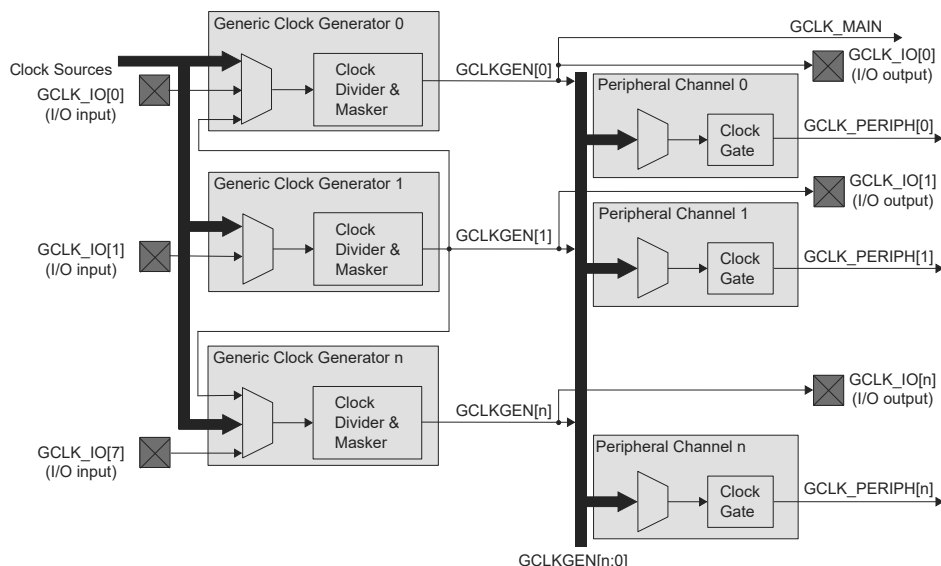 Generic Clock Generator 0
Clock Sources
GCLK_IO[0]
(I/O input)
Clock
Divider &
Masker
GCLKGEN[0]
GCLK_MAIN
GCLK_IO[0]
(I/O output)
Peripheral Channel 0
Clock
Gate
GCLK_PERIPH[0]
Generic Clock Generator 1
GCLK_IO[1]
(I/O input)
Clock
Divider &
Masker
GCLKGEN[1]
GCLK_IO[1]
(I/O output)
Peripheral Channel 1
Clock
Gate
GCLK_PERIPH[1]
Generic Clock Generator n
GCLK_IO[7]
(I/O input)
Clock
Divider &
Masker
GCLKGEN[n]
GCLK_IO[n]
(I/O output)
Peripheral Channel n
Clock
Gate
GCLK_PERIPH[n]
GCLKGEN[n:0]